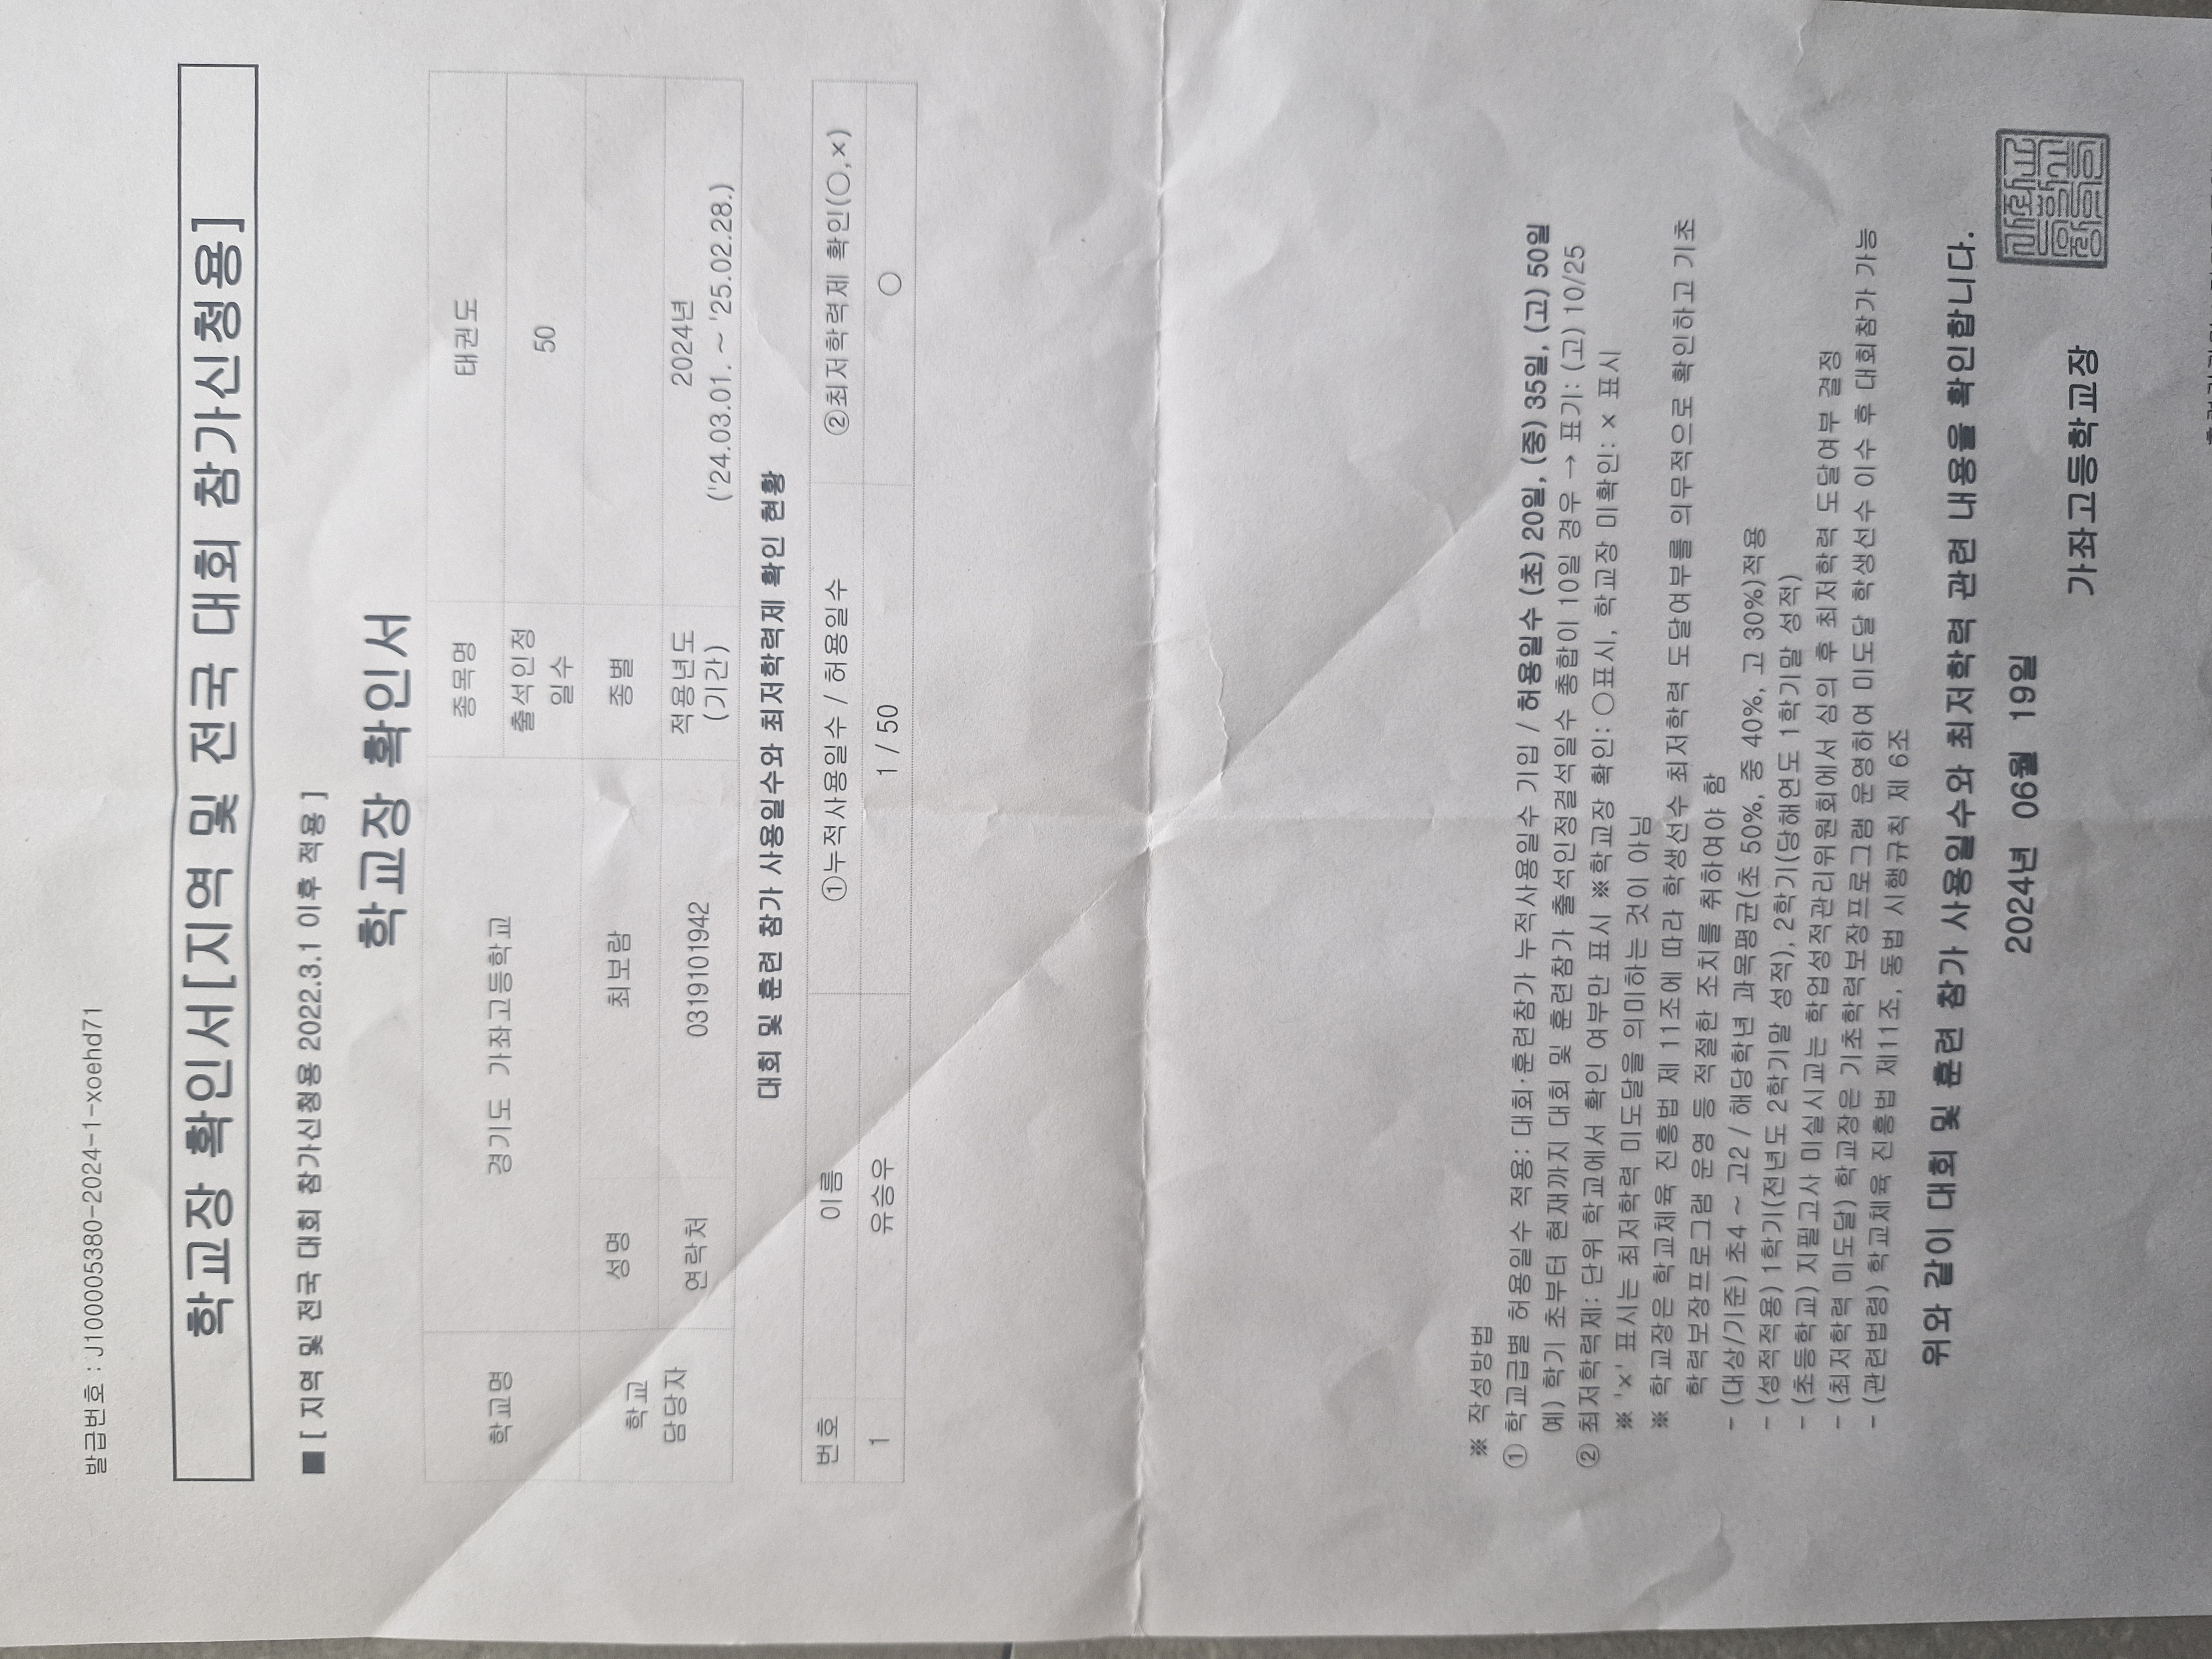 발급번호 : J100005380-2024-1-xoehd71
학교장 확인서[지역 및 전국 대회 참가신청용]
■ [ 지역 및 전국 대회 참가신청용 2022.3.1 이후 적용 ]
학교장 확인서
학교명 경기도 가좌고등학교 종목명 태권도
출석인정 일수 50
학교 담당자 성명 최보람 종별
연락처 0319101942 적용년도 (기간) 2024년 ('24.03.01. ~ '25.02.28.)
대회 및 훈련 참가 사용일수와 최저학력제 확인 현황
번호 이름 ①누적사용일수 / 허용일수 ②최저학력제 확인(○,×)
1 유승우 1 / 50 ○
※ 작성방법
① 학교급별 허용일수 적용: 대회·훈련참가 누적사용일수 기입 / 허용일수 (초) 20일, (중) 35일, (고) 50일
예) 학기 초부터 현재까지 대회 및 훈련참가 출석인정결석일수 총합이 10일 경우 → 표기: (고) 10/25
② 최저학력제: 단위 학교에서 확인 여부만 표시 ※학교장 확인: ○표시, 학교장 미확인: × 표시
※ 'x' 표시는 최저학력 미도달을 의미하는 것이 아님
※ 학교장은 학교체육 진흥법 제 11조에 따라 학생선수 최저학력 도달여부를 의무적으로 확인하고 기초
학력보장프로그램 운영 등 적절한 조치를 취하여야 함
- (대상/기준) 초4 ~ 고2 / 해당학년 과목평균(초 50%, 중 40%, 고 30%)적용
- (성적적용) 1학기(전년도 2학기말 성적), 2학기(당해연도 1학기말 성적)
- (초등학교) 지필고사 미실시교는 학업성적관리위원회에서 심의 후 최저학력 도달여부 결정
- (최저학력 미도달) 학교장은 기초학력보장프로그램 운영하여 미도달 학생선수 이수 후 대회참가 가능
- (관련법령) 학교체육 진흥법 제11조, 동법 시행규칙 제 6조
위와 같이 대회 및 훈련 참가 사용일수와 최저학력 관련 내용을 확인합니다.
2024년 06월 19일
가좌고등학교장